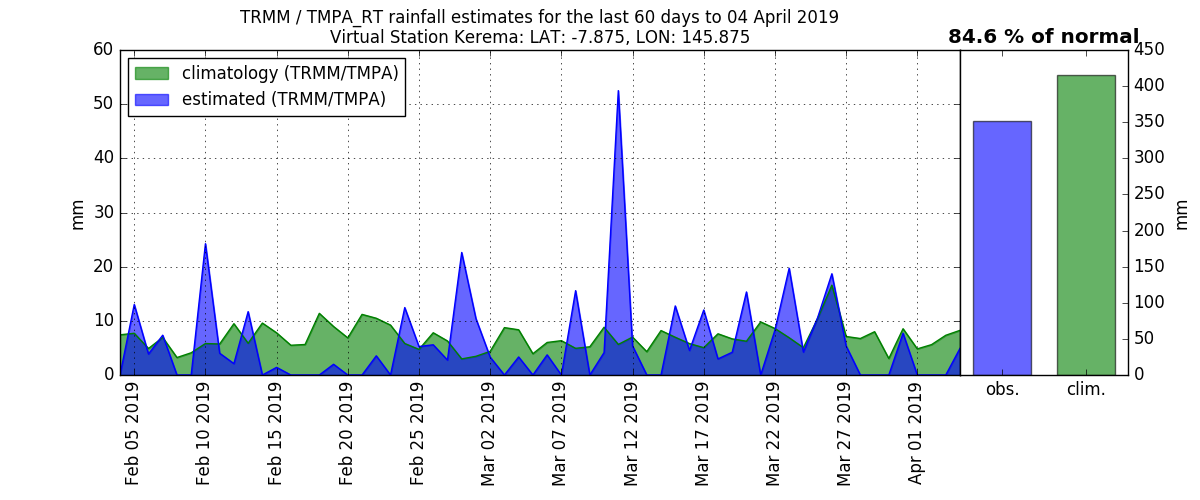 TRMM / TMPA_RT rainfall estimates for the last 60 days to 04 April 2019
Virtual Station Kerema: LAT: -7.875, LON: 145.875
84.6 % of normal
climatology (TRMM/TMPA)
estimated (TRMM/TMPA)
60
50
40
30
20
10
0
mm
Feb 05 2019
Feb 10 2019
Feb 15 2019
Feb 20 2019
Feb 25 2019
Mar 02 2019
Mar 07 2019
Mar 12 2019
Mar 17 2019
Mar 22 2019
Mar 27 2019
Apr 01 2019
450
400
350
300
250
200
150
100
50
0
mm
obs.
clim.